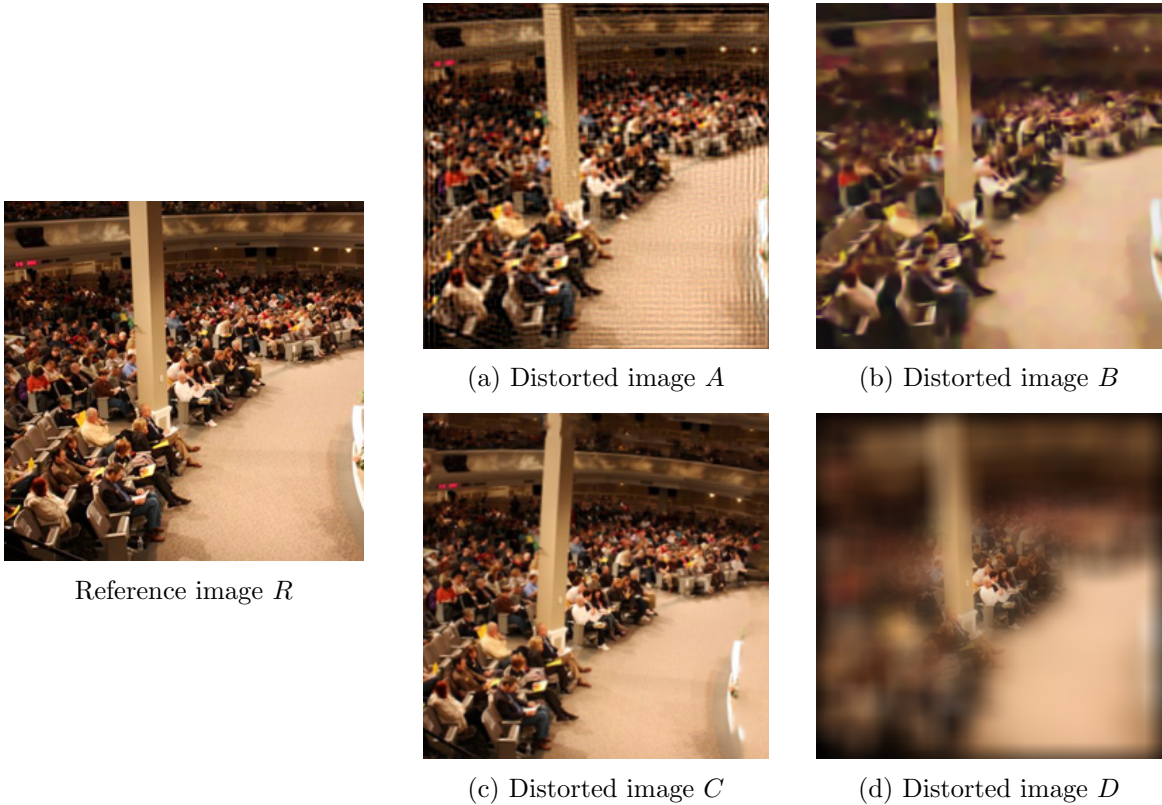 (a) Distorted image A
(b) Distorted image B
Reference image R
(c) Distorted image C
(d) Distorted image D